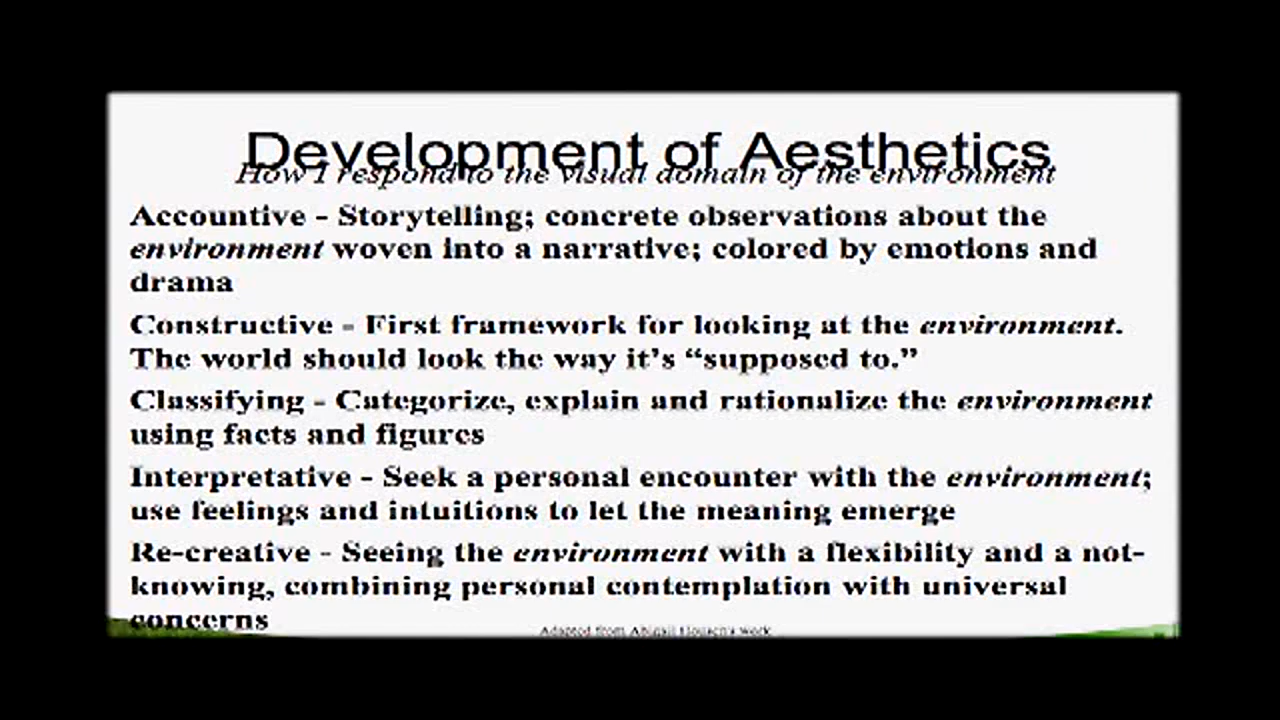 Development of Aesthetics
How I respond to the visual domain of the environment
Accountive - Storytelling; concrete observations about the
environment woven into a narrative; colored by emotions and
drama
Constructive - First framework for looking at the environment.
The world should look the way it's “supposed to.”
Classifying - Categorize, explain and rationalize the environment
using facts and figures
Interpretative - Seek a personal encounter with the environment;
use feelings and intuitions to let the meaning emerge
Re-creative - Seeing the environment with a flexibility and a not-
knowing, combining personal contemplation with universal
concerns
Adapted from Abigail Housen's work